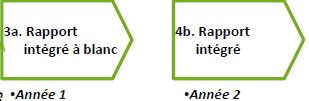 3a. Rapport
intégré à blanc
4b. Rapport
intégré
•Année 1
•Année 2